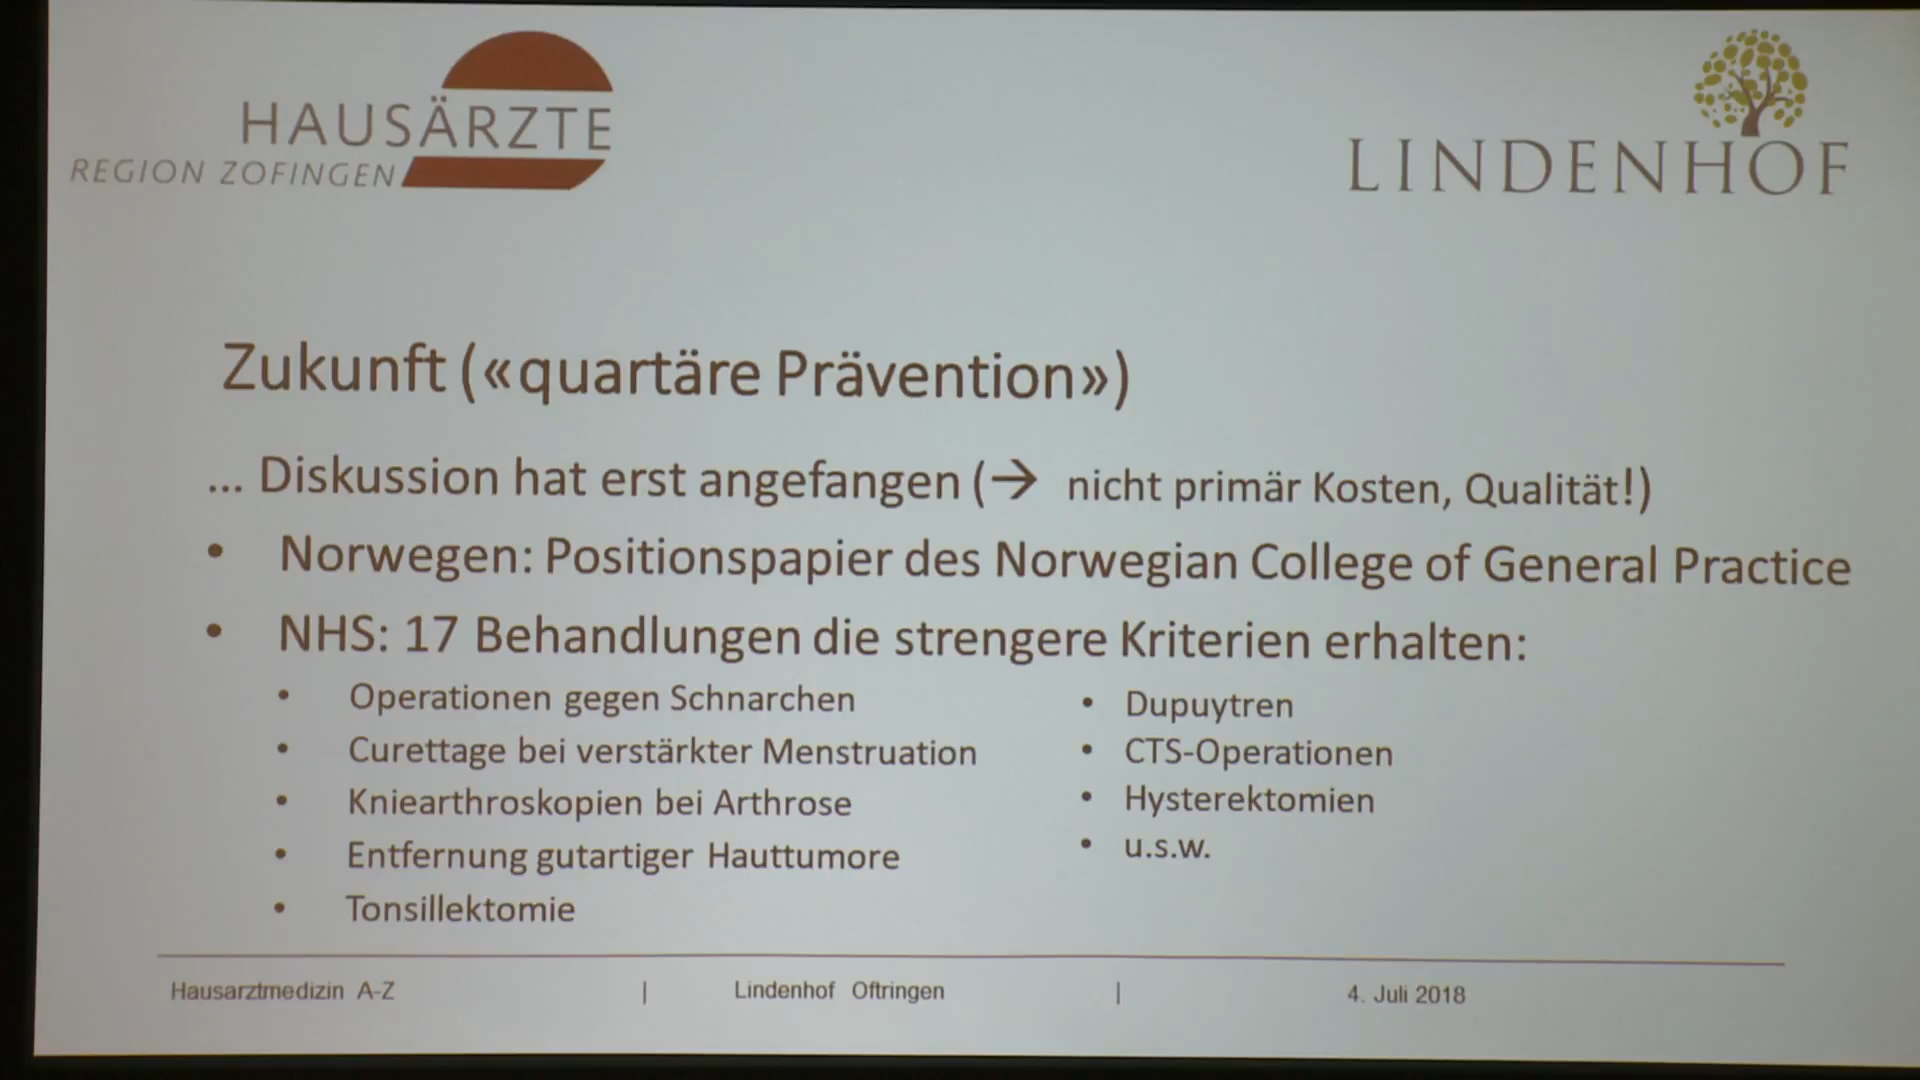 HAUSÄRZTE
REGION ZOFINGEN
LINDENHOF
Zukunft («quartäre Prävention»)
... Diskussion hat erst angefangen (→ nicht primär Kosten, Qualität!)
• Norwegen: Positionspapier des Norwegian College of General Practice
• NHS: 17 Behandlungen die strengere Kriterien erhalten:
• Operationen gegen Schnarchen
• Curettage bei verstärkter Menstruation
• Kniearthroskopien bei Arthrose
• Entfernung gutartiger Hauttumore
• Tonsillektomie
• Dupuytren
• CTS-Operationen
• Hysterektomien
• u.s.w.
Hausarztmedizin A-Z | Lindenhof Oftringen | 4. Juli 2018